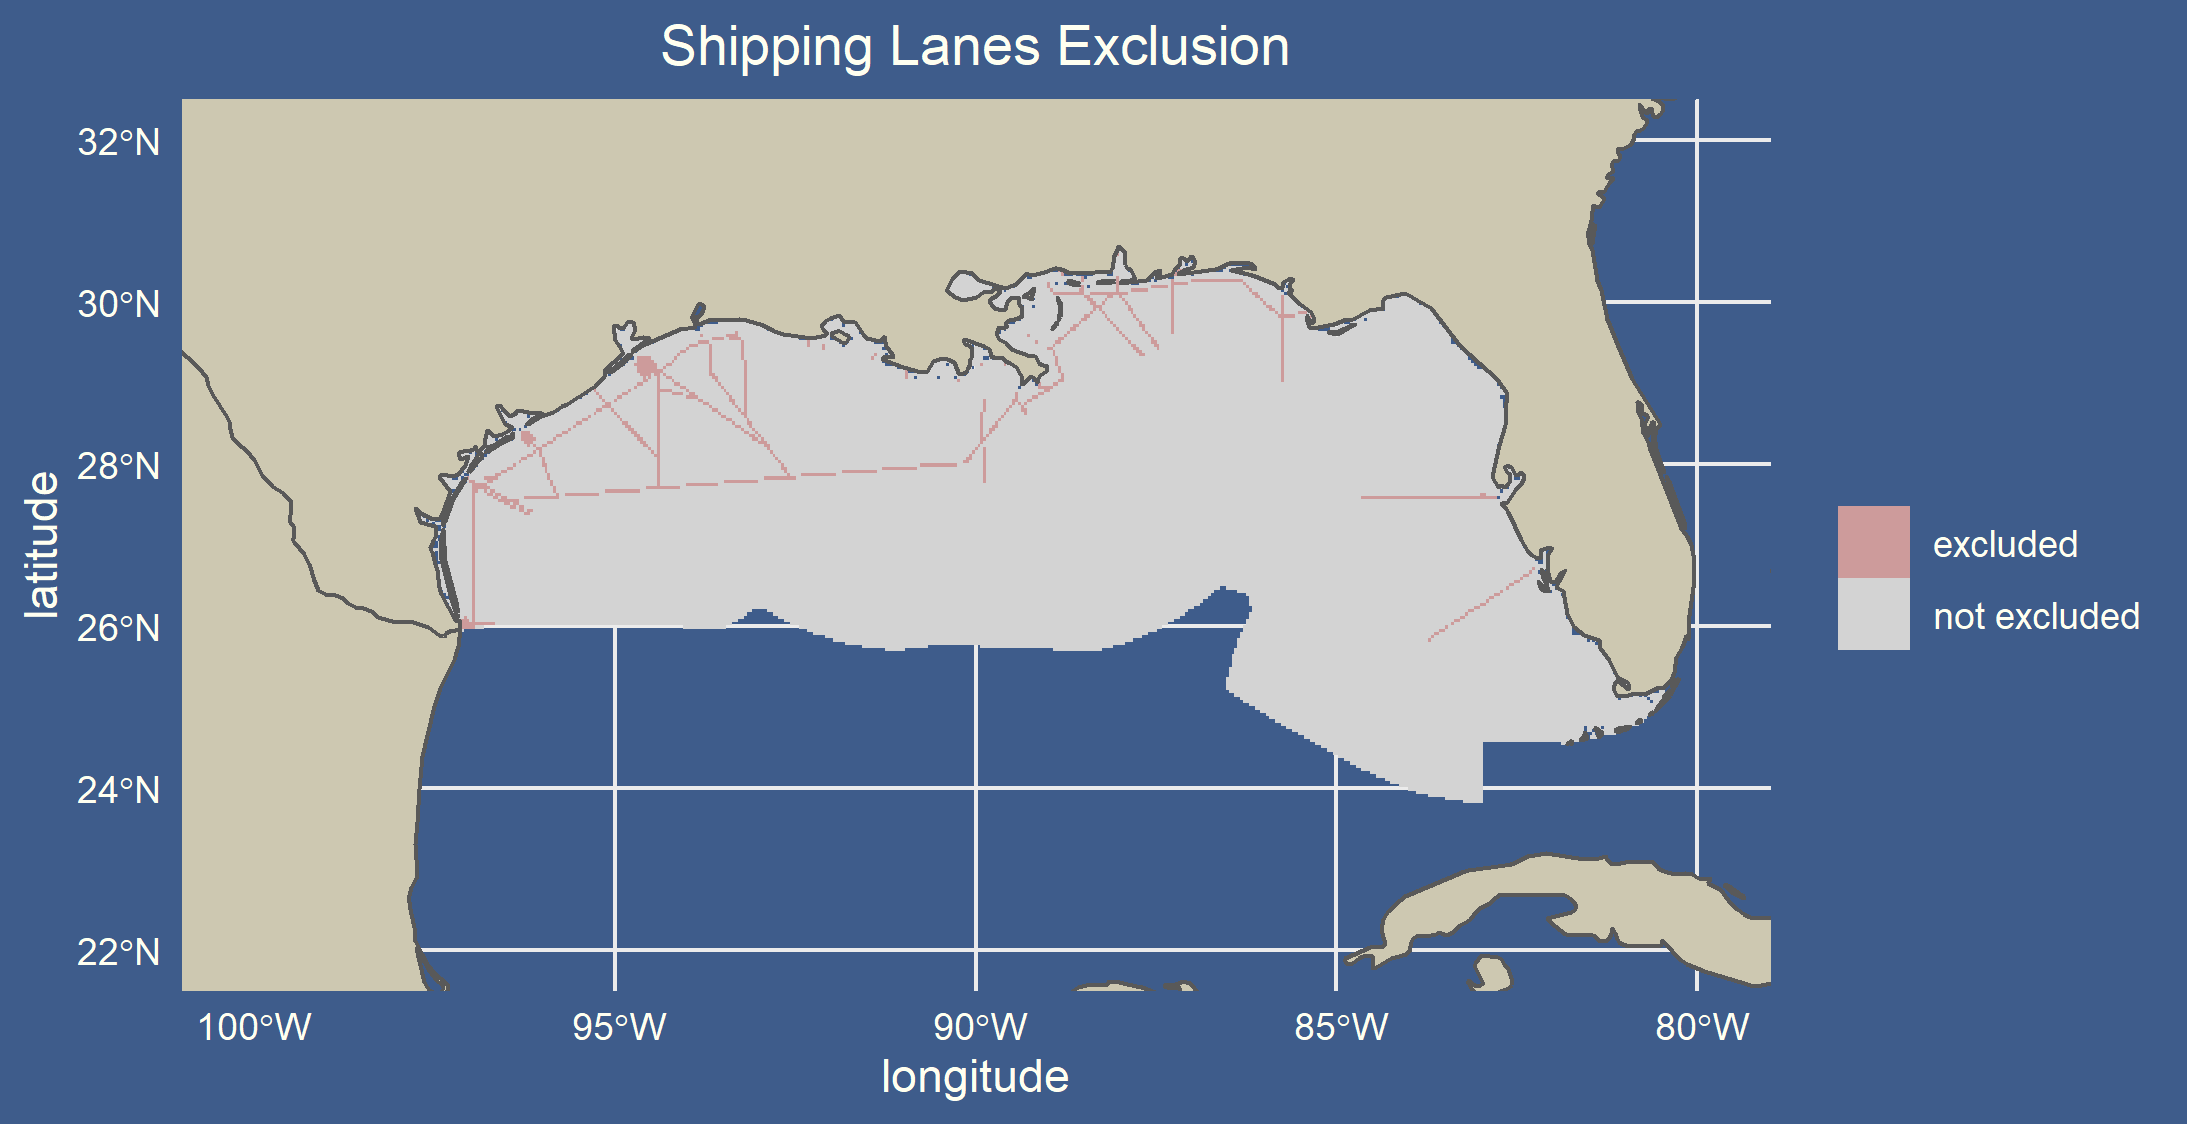 Shipping Lanes Exclusion
32°N
30°N
28°N
26°N
24°N
22°N
latitude
100°W
95°W
90°W
85°W
80°W
longitude
excluded
not excluded